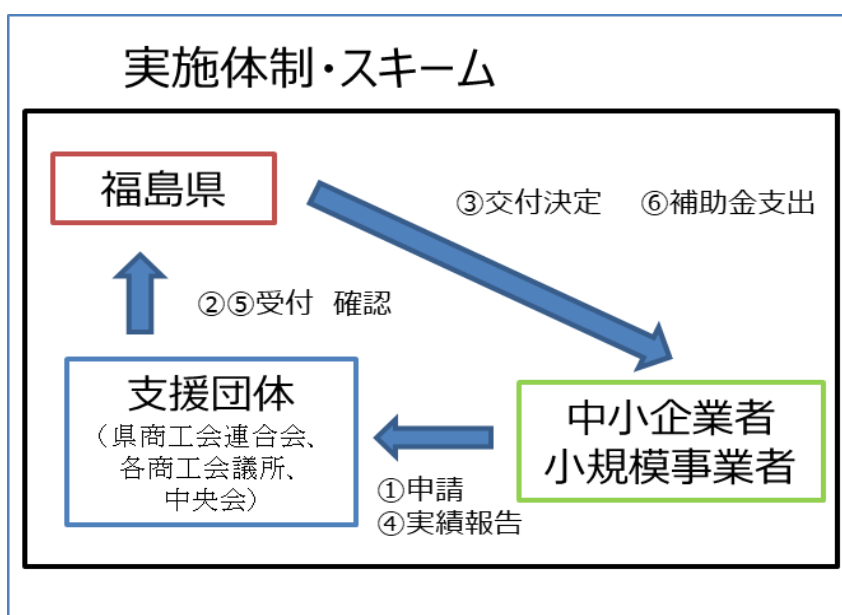 実施体制・スキーム
福島県
③交付決定 ⑥補助金支出
②⑤受付 確認
支援団体
（県商工会連合会、
各商工会議所、
中央会）
中小企業者
小規模事業者
①申請
④実績報告